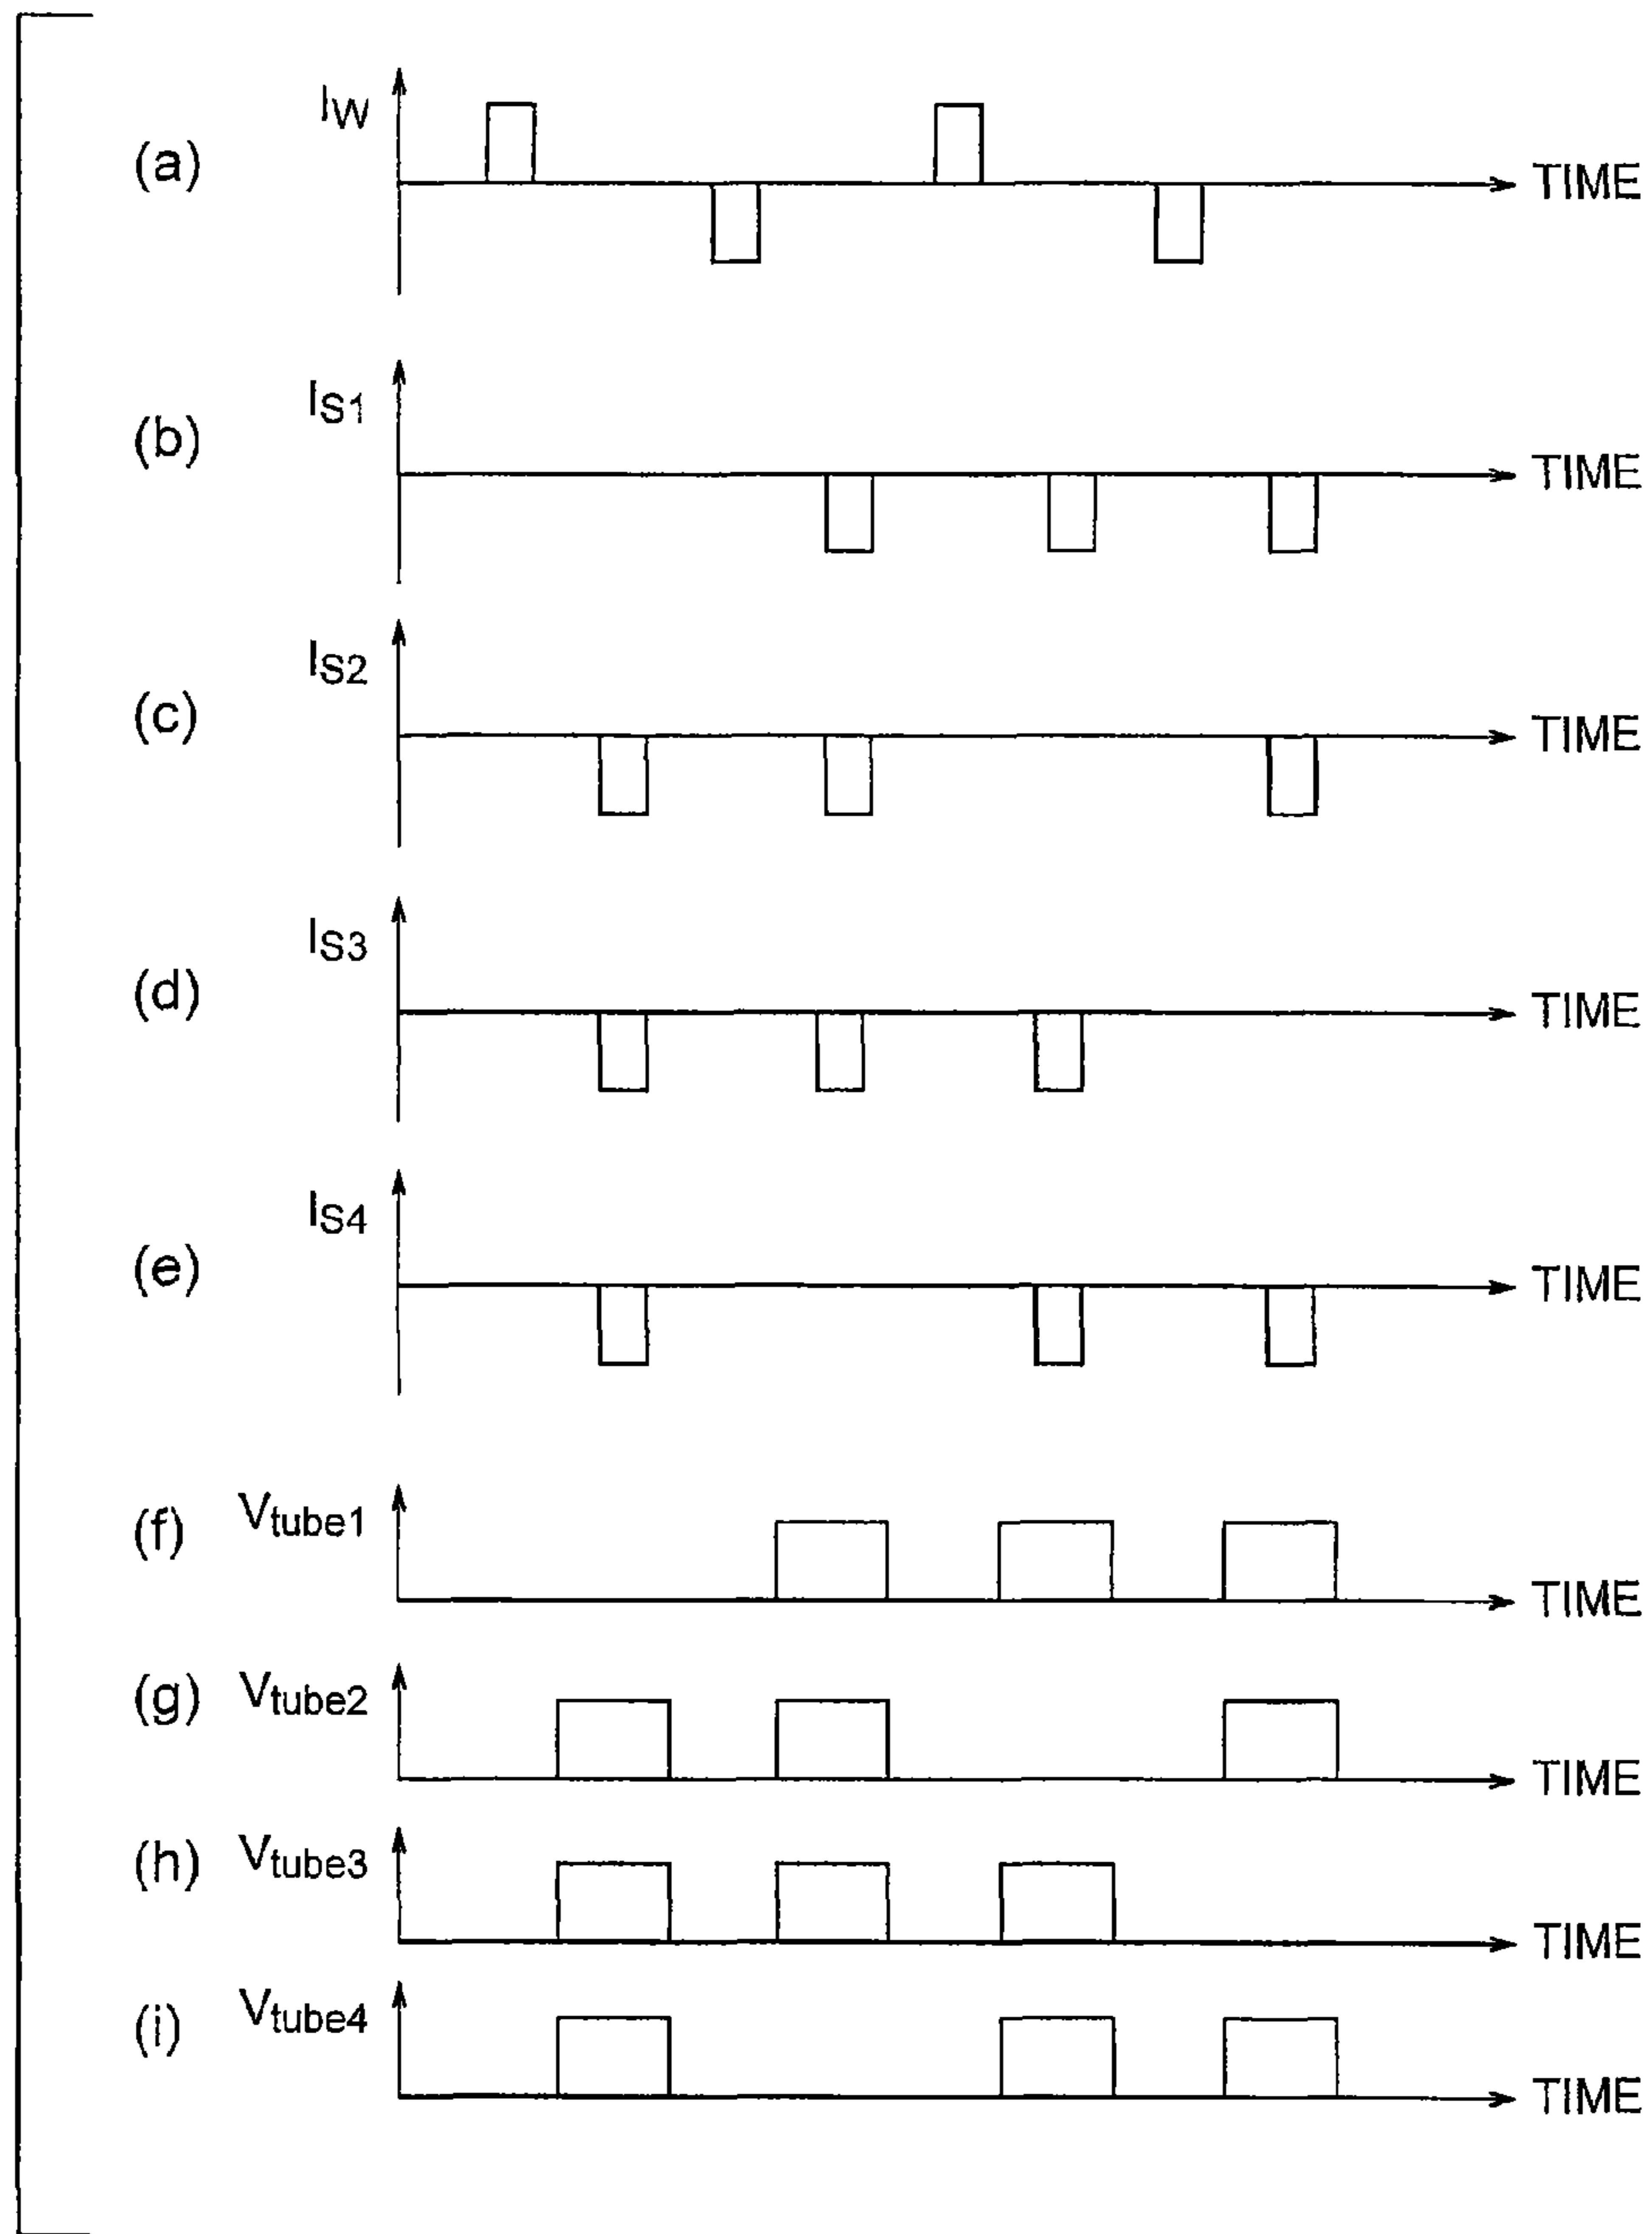 (a) IW TIME
(b) IS1 TIME
(c) IS2 TIME
(d) IS3 TIME
(e) IS4 TIME
(f) Vtube1 TIME
(g) Vtube2 TIME
(h) Vtube3 TIME
(i) Vtube4 TIME